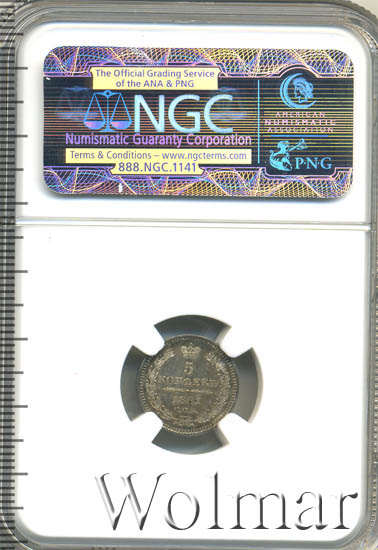 The Official Grading Service
of the ANA & PNG
NGC
Numismatic Guaranty Corporation
Terms & Conditions – www.ngcterms.com
888.NGC.1141
AMERICAN
NUMISMATIC
ASSOCIATION
PNG
5
КОПѢЕКЪ
Wolmar